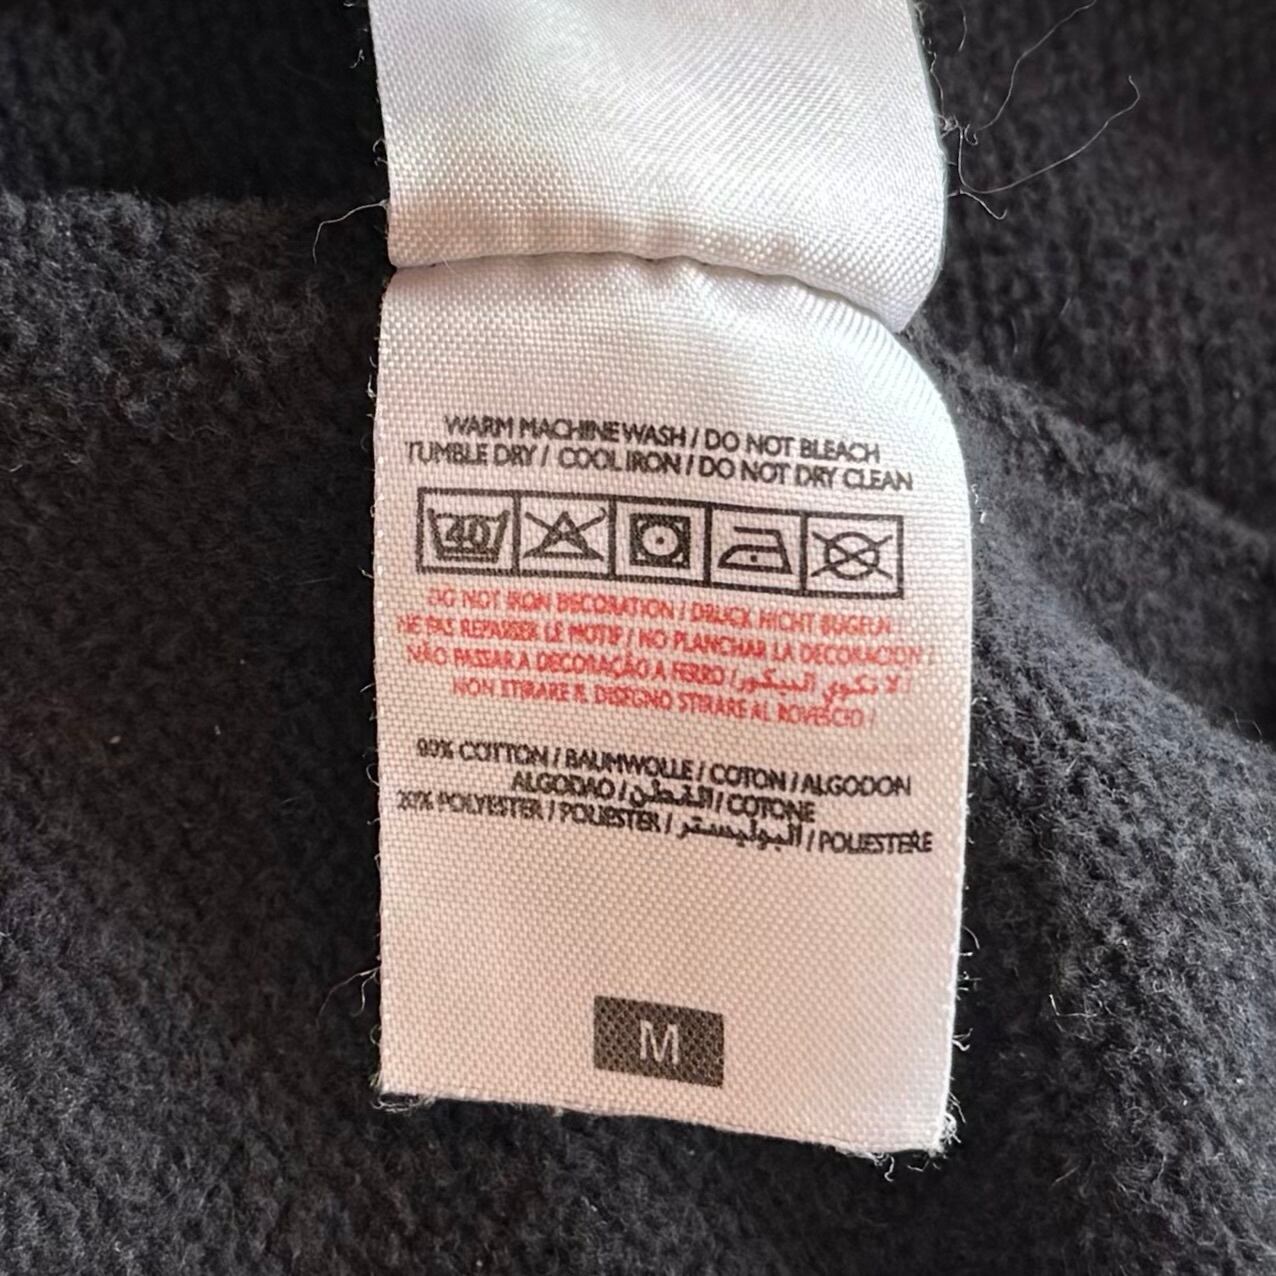 WARM MACHINE WASH / DO NOT BLEACH
TUMBLE DRY / COOL IRON / DO NOT DRY CLEAN
40
DO NOT IRON DECORATION / DRUCK NICHT BUGELN
NE PAS REPASSER LE MOTIF / NO PLANCHAR LA DECORACION /
NÃO PASSAR A DECORAÇÃO A FERRO / لا تكوي الديكور /
NON STIRARE IL DISEGNO STIRARE AL ROVESCIO /
COTTON / BAUMWOLLE / COTON / ALGODON
ALGODAO / القطن / COTONE
20% POLYESTER / POLIESTER / البوليستر / POLIESTERE
M